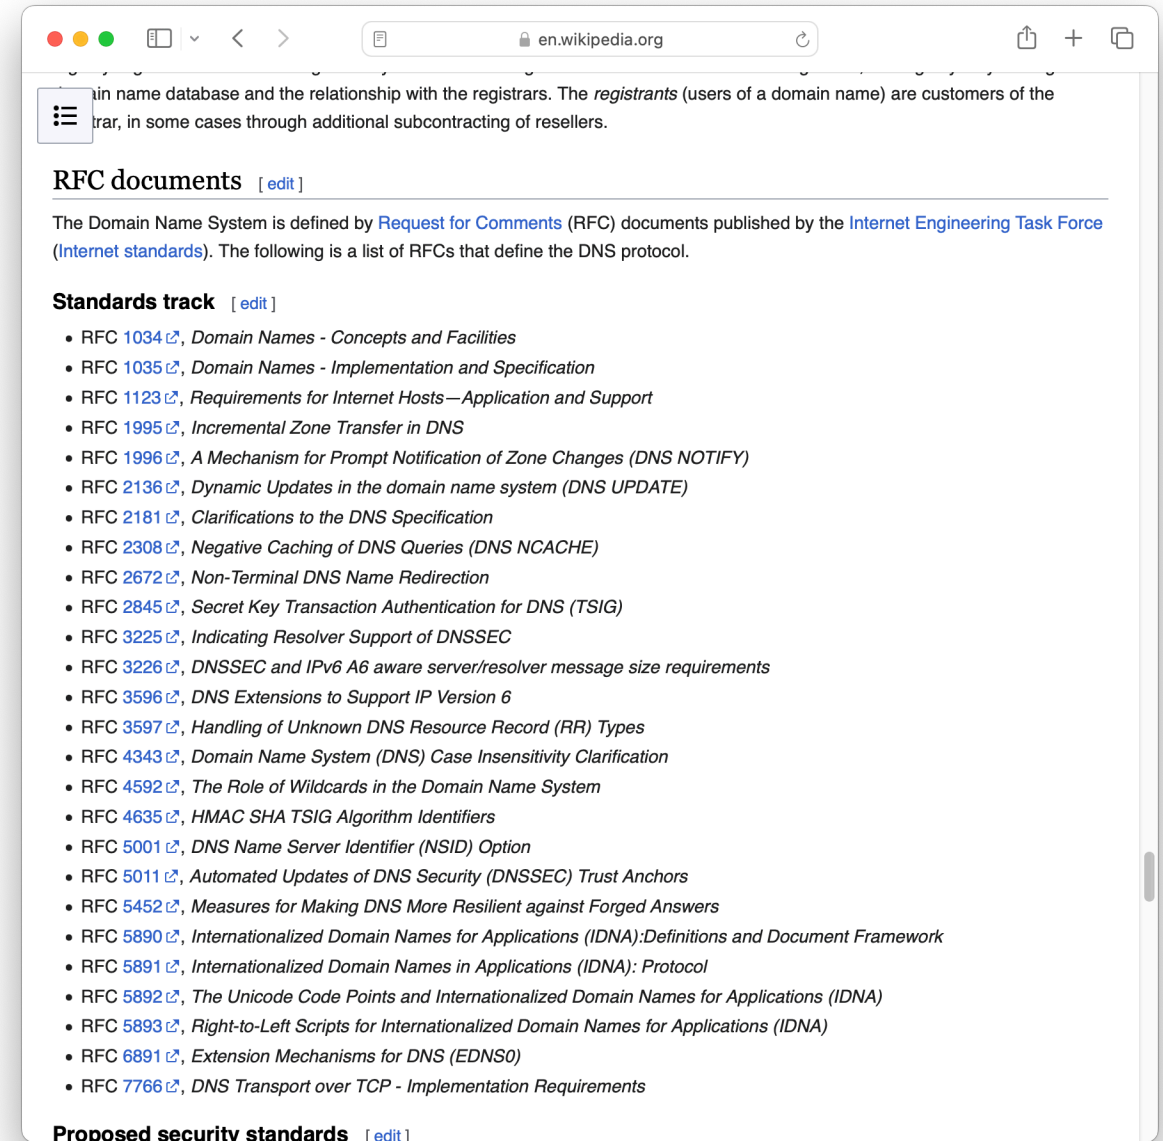 en.wikipedia.org
ain name database and the relationship with the registrars. The registrants (users of a domain name) are customers of the
trar, in some cases through additional subcontracting of resellers.
RFC documents [ edit ]
The Domain Name System is defined by Request for Comments (RFC) documents published by the Internet Engineering Task Force
(Internet standards). The following is a list of RFCs that define the DNS protocol.
Standards track [ edit ]
• RFC 1034, Domain Names - Concepts and Facilities
• RFC 1035, Domain Names - Implementation and Specification
• RFC 1123, Requirements for Internet Hosts—Application and Support
• RFC 1995, Incremental Zone Transfer in DNS
• RFC 1996, A Mechanism for Prompt Notification of Zone Changes (DNS NOTIFY)
• RFC 2136, Dynamic Updates in the domain name system (DNS UPDATE)
• RFC 2181, Clarifications to the DNS Specification
• RFC 2308, Negative Caching of DNS Queries (DNS NCACHE)
• RFC 2672, Non-Terminal DNS Name Redirection
• RFC 2845, Secret Key Transaction Authentication for DNS (TSIG)
• RFC 3225, Indicating Resolver Support of DNSSEC
• RFC 3226, DNSSEC and IPv6 A6 aware server/resolver message size requirements
• RFC 3596, DNS Extensions to Support IP Version 6
• RFC 3597, Handling of Unknown DNS Resource Record (RR) Types
• RFC 4343, Domain Name System (DNS) Case Insensitivity Clarification
• RFC 4592, The Role of Wildcards in the Domain Name System
• RFC 4635, HMAC SHA TSIG Algorithm Identifiers
• RFC 5001, DNS Name Server Identifier (NSID) Option
• RFC 5011, Automated Updates of DNS Security (DNSSEC) Trust Anchors
• RFC 5452, Measures for Making DNS More Resilient against Forged Answers
• RFC 5890, Internationalized Domain Names for Applications (IDNA):Definitions and Document Framework
• RFC 5891, Internationalized Domain Names in Applications (IDNA): Protocol
• RFC 5892, The Unicode Code Points and Internationalized Domain Names for Applications (IDNA)
• RFC 5893, Right-to-Left Scripts for Internationalized Domain Names for Applications (IDNA)
• RFC 6891, Extension Mechanisms for DNS (EDNS0)
• RFC 7766, DNS Transport over TCP - Implementation Requirements
Proposed security standards [ edit ]